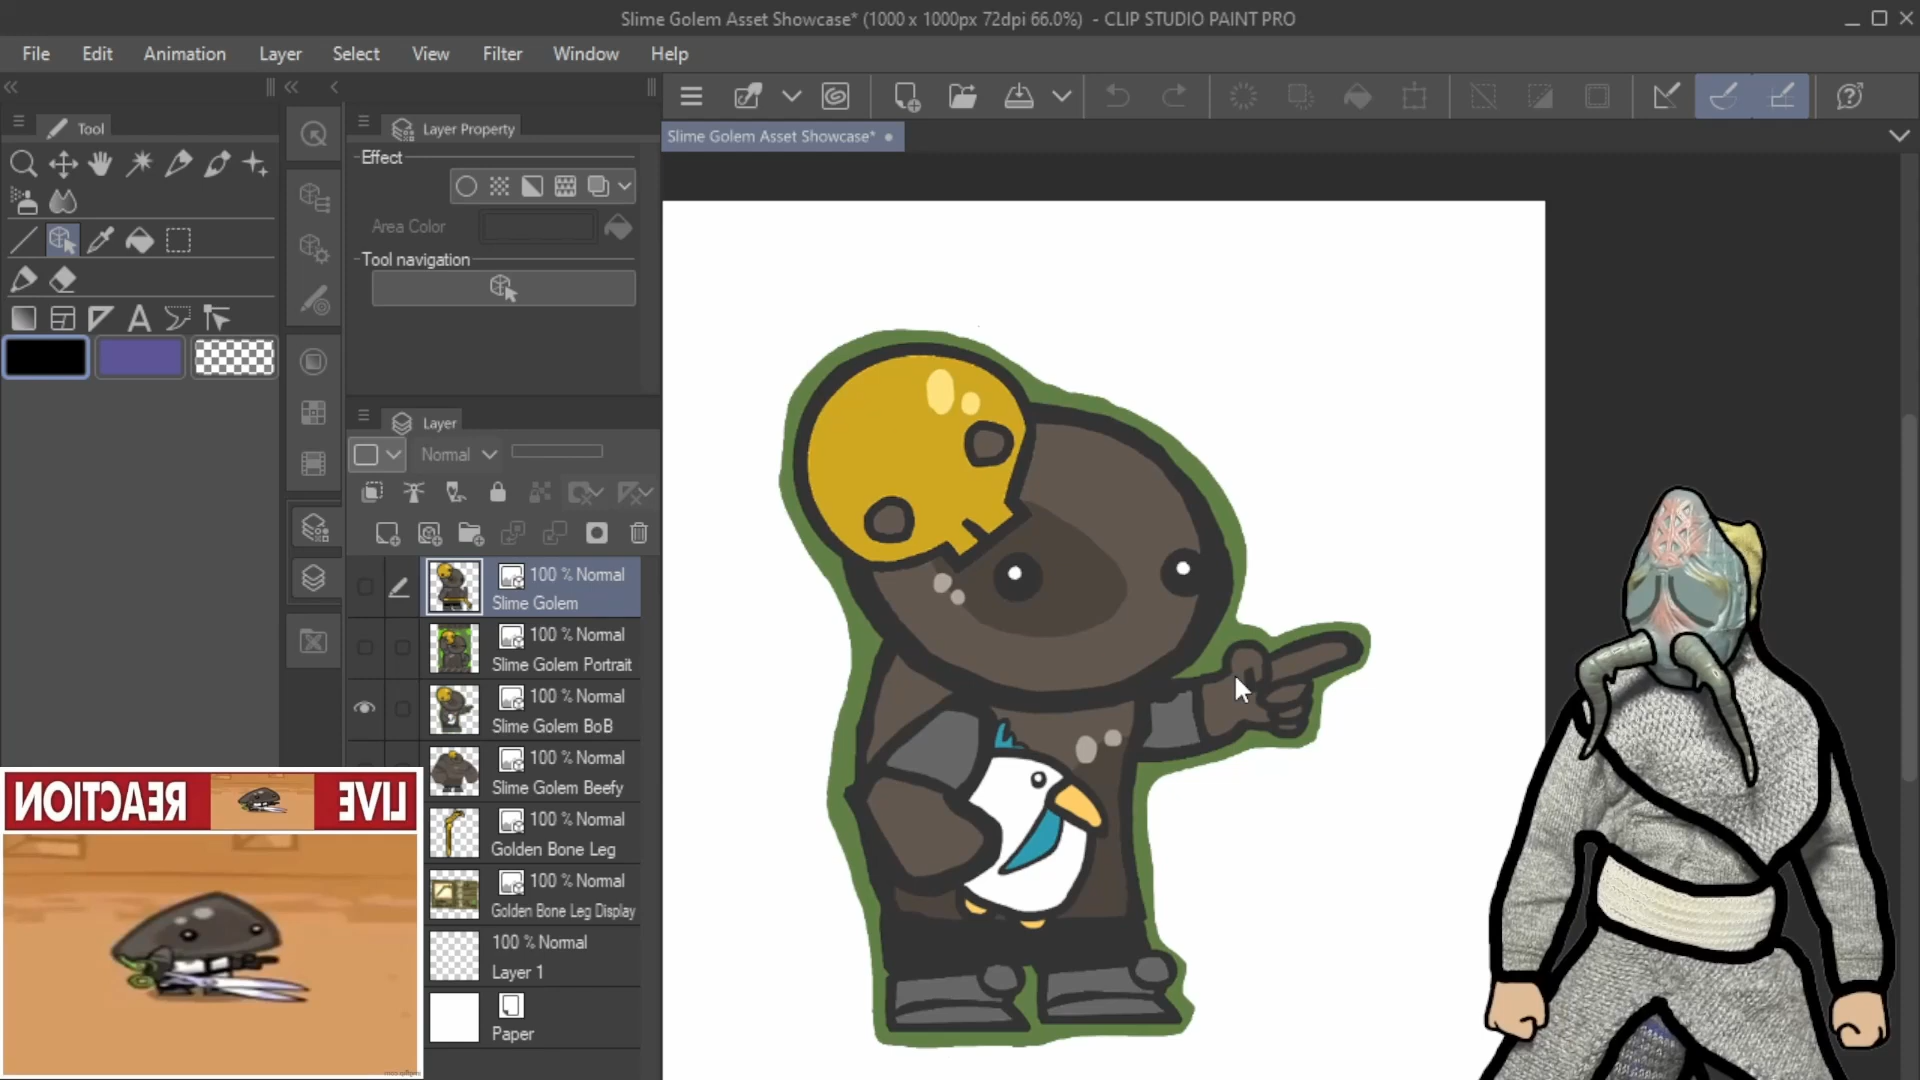 Slime Golem Asset Showcase* (1000 x 1000px 72dpi 66.0%) - CLIP STUDIO PAINT PRO
File Edit Animation Layer Select View Filter Window Help
Tool
Layer Property
Slime Golem Asset Showcase*
Effect
Area Color
Tool navigation
Layer
Normal
100 % Normal
Slime Golem
100 % Normal
Slime Golem Portrait
100 % Normal
Slime Golem BoB
100 % Normal
Slime Golem Beefy
100 % Normal
Golden Bone Leg
100 % Normal
Golden Bone Leg Display
100 % Normal
Layer 1
Paper
LIVE REACTION